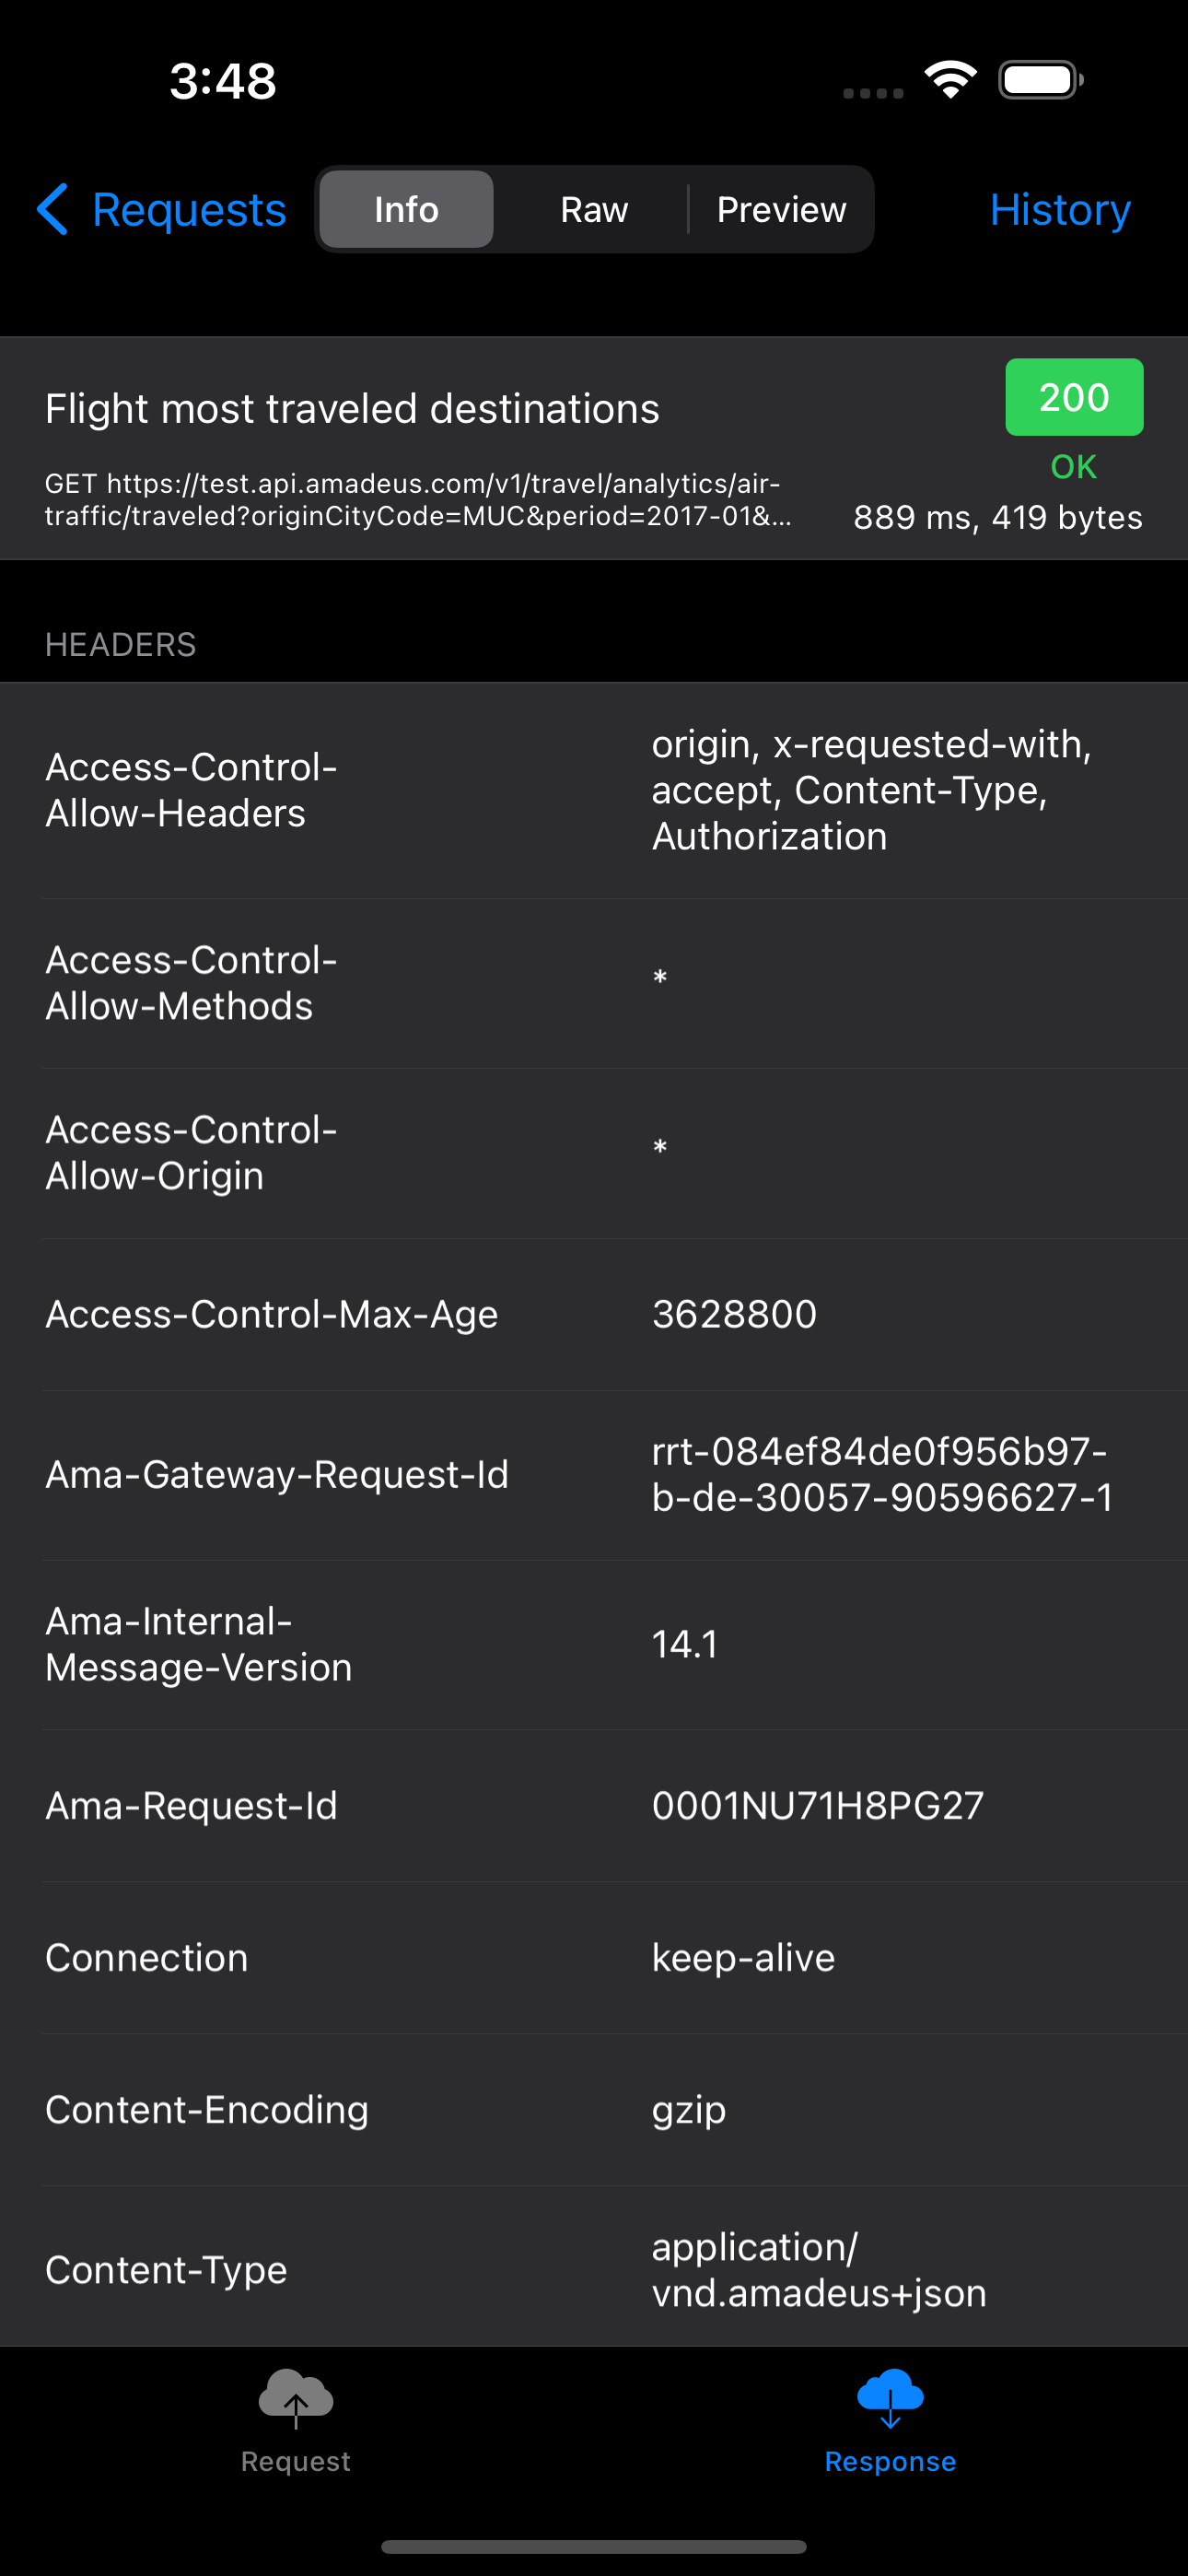 3:48
Requests
Info
Raw
Preview
History
Flight most traveled destinations
200
OK
GET https://test.api.amadeus.com/v1/travel/analytics/air-
traffic/traveled?originCityCode=MUC&period=2017-01&...
889 ms, 419 bytes
HEADERS
Access-Control-
Allow-Headers
origin, x-requested-with,
accept, Content-Type,
Authorization
Access-Control-
Allow-Methods
*
Access-Control-
Allow-Origin
*
Access-Control-Max-Age
3628800
Ama-Gateway-Request-Id
rrt-084ef84de0f956b97-
b-de-30057-90596627-1
Ama-Internal-
Message-Version
14.1
Ama-Request-Id
0001NU71H8PG27
Connection
keep-alive
Content-Encoding
gzip
Content-Type
application/
vnd.amadeus+json
Request
Response